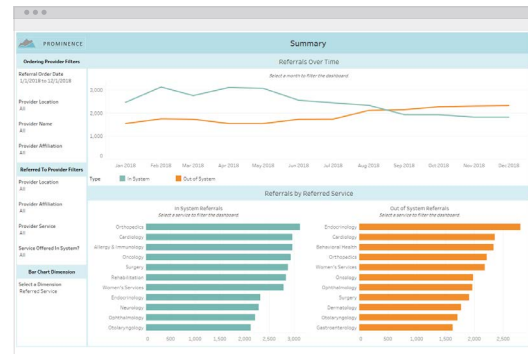 PROMINENCE
Summary
Ordering Provider Filters
Referral Order Date
1/1/2018 to 12/1/2018
Provider Location
All
Provider Name
All
Provider Affiliation
All
Referred To Provider Filters
Provider Location
All
Provider Affiliation
All
Provider Service
All
Service Offered In System?
All
Bar Chart Dimension
Select a Dimension
Referred Service
Referrals Over Time
Select a month to filter the dashboard
3,000
2,000
1,000
0
Jan 2018 Feb 2018 Mar 2018 Apr 2018 May 2018 Jun 2018 Jul 2018 Aug 2018 Sep 2018 Oct 2018 Nov 2018 Dec 2018
Type In System Out of System
Referrals by Referred Service
In System Referrals
Select a service to filter the dashboard
Orthopedics
Cardiology
Allergy & Immunology
Oncology
Surgery
Rehabilitation
Women's Services
Endocrinology
Neurology
Ophthalmology
Otolaryngology
0 500 1,000 1,500 2,000 2,500 3,000
Out of System Referrals
Select a service to filter the dashboard
Endocrinology
Cardiology
Behavioral Health
Orthopedics
Women's Services
Oncology
Ophthalmology
Surgery
Dermatology
Otolaryngology
Gastroenterology
0 500 1,000 1,500 2,000 2,500